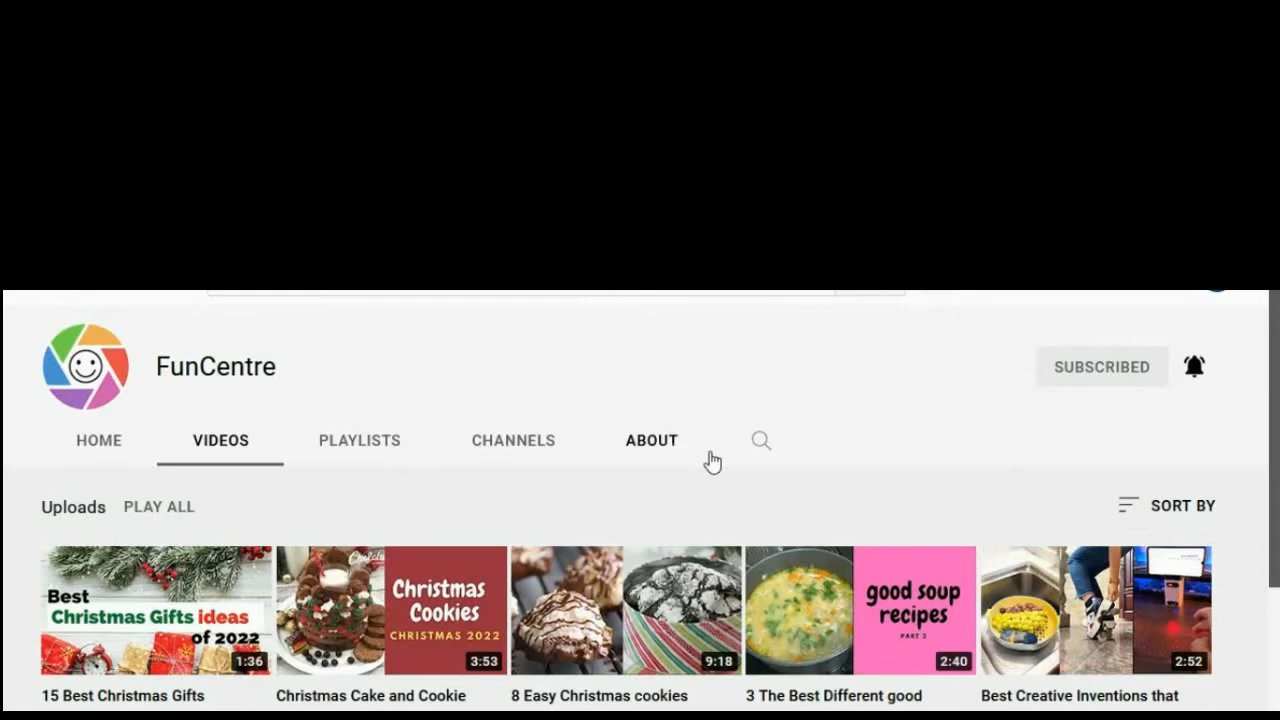 FunCentre
SUBSCRIBED
HOME VIDEOS PLAYLISTS CHANNELS ABOUT
Uploads PLAY ALL
SORT BY
Best
Christmas Gifts ideas
of 2022
1:36
Christmas
Cookies
CHRISTMAS 2022
3:53
9:18
good soup
recipes
PART 2
2:40
2:52
15 Best Christmas Gifts
Christmas Cake and Cookie
8 Easy Christmas cookies
3 The Best Different good
Best Creative Inventions that